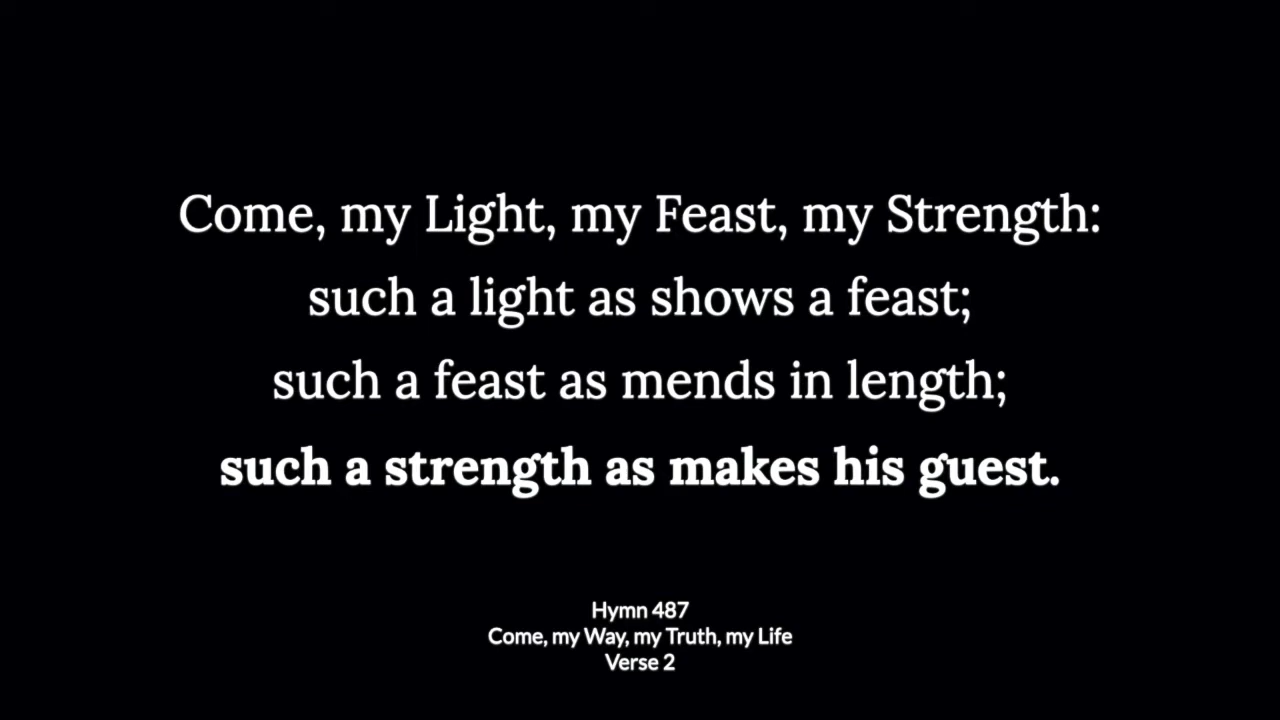 Come, my Light, my Feast, my Strength:
such a light as shows a feast;
such a feast as mends in length;
such a strength as makes his guest.
Hymn 487
Come, my Way, my Truth, my Life
Verse 2